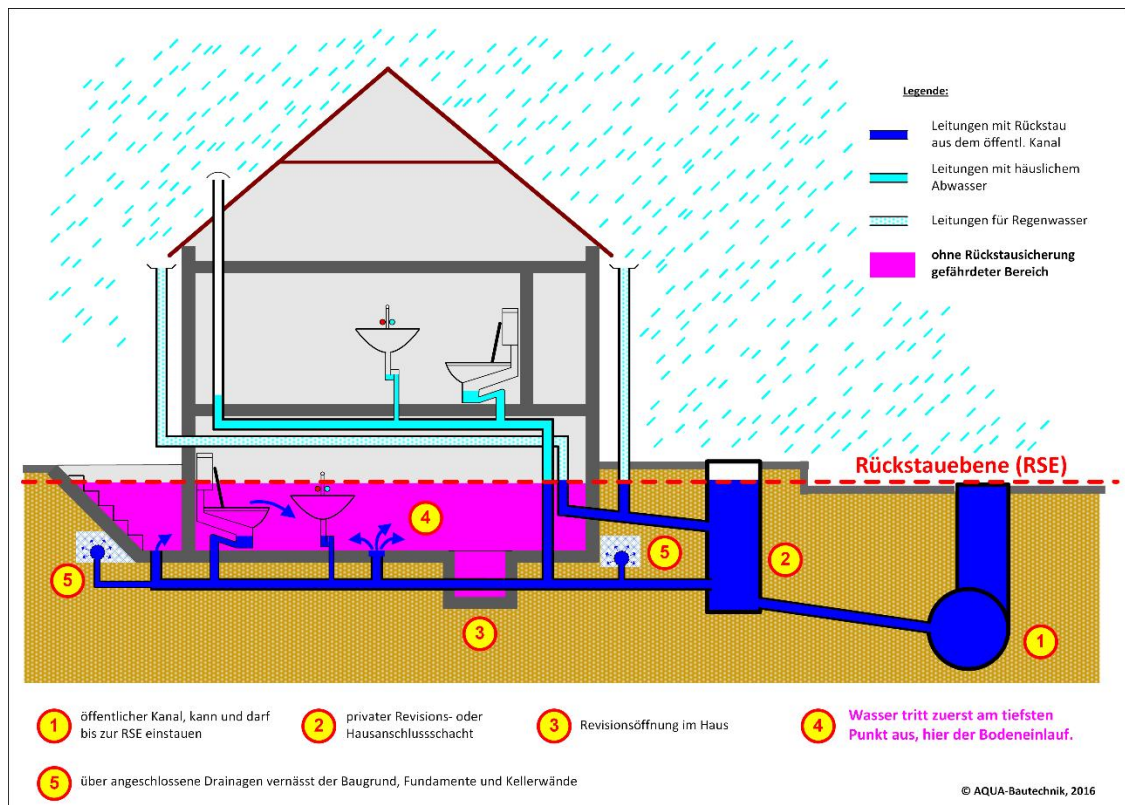 Legende:
Leitungen mit Rückstau
aus dem öffentl. Kanal
Leitungen mit häuslichem
Abwasser
Leitungen für Regenwasser
ohne Rückstausicherung
gefährdeter Bereich
Rückstauebene (RSE)
4
5
2
5
3
1
1
öffentlicher Kanal, kann und darf
bis zur RSE einstauen
2
privater Revisions- oder
Hausanschlussschacht
3
Revisionsöffnung im Haus
4
Wasser tritt zuerst am tiefsten
Punkt aus, hier der Bodeneinlauf.
5
über angeschlossene Drainagen vernässt der Baugrund, Fundamente und Kellerwände
© AQUA-Bautechnik, 2016